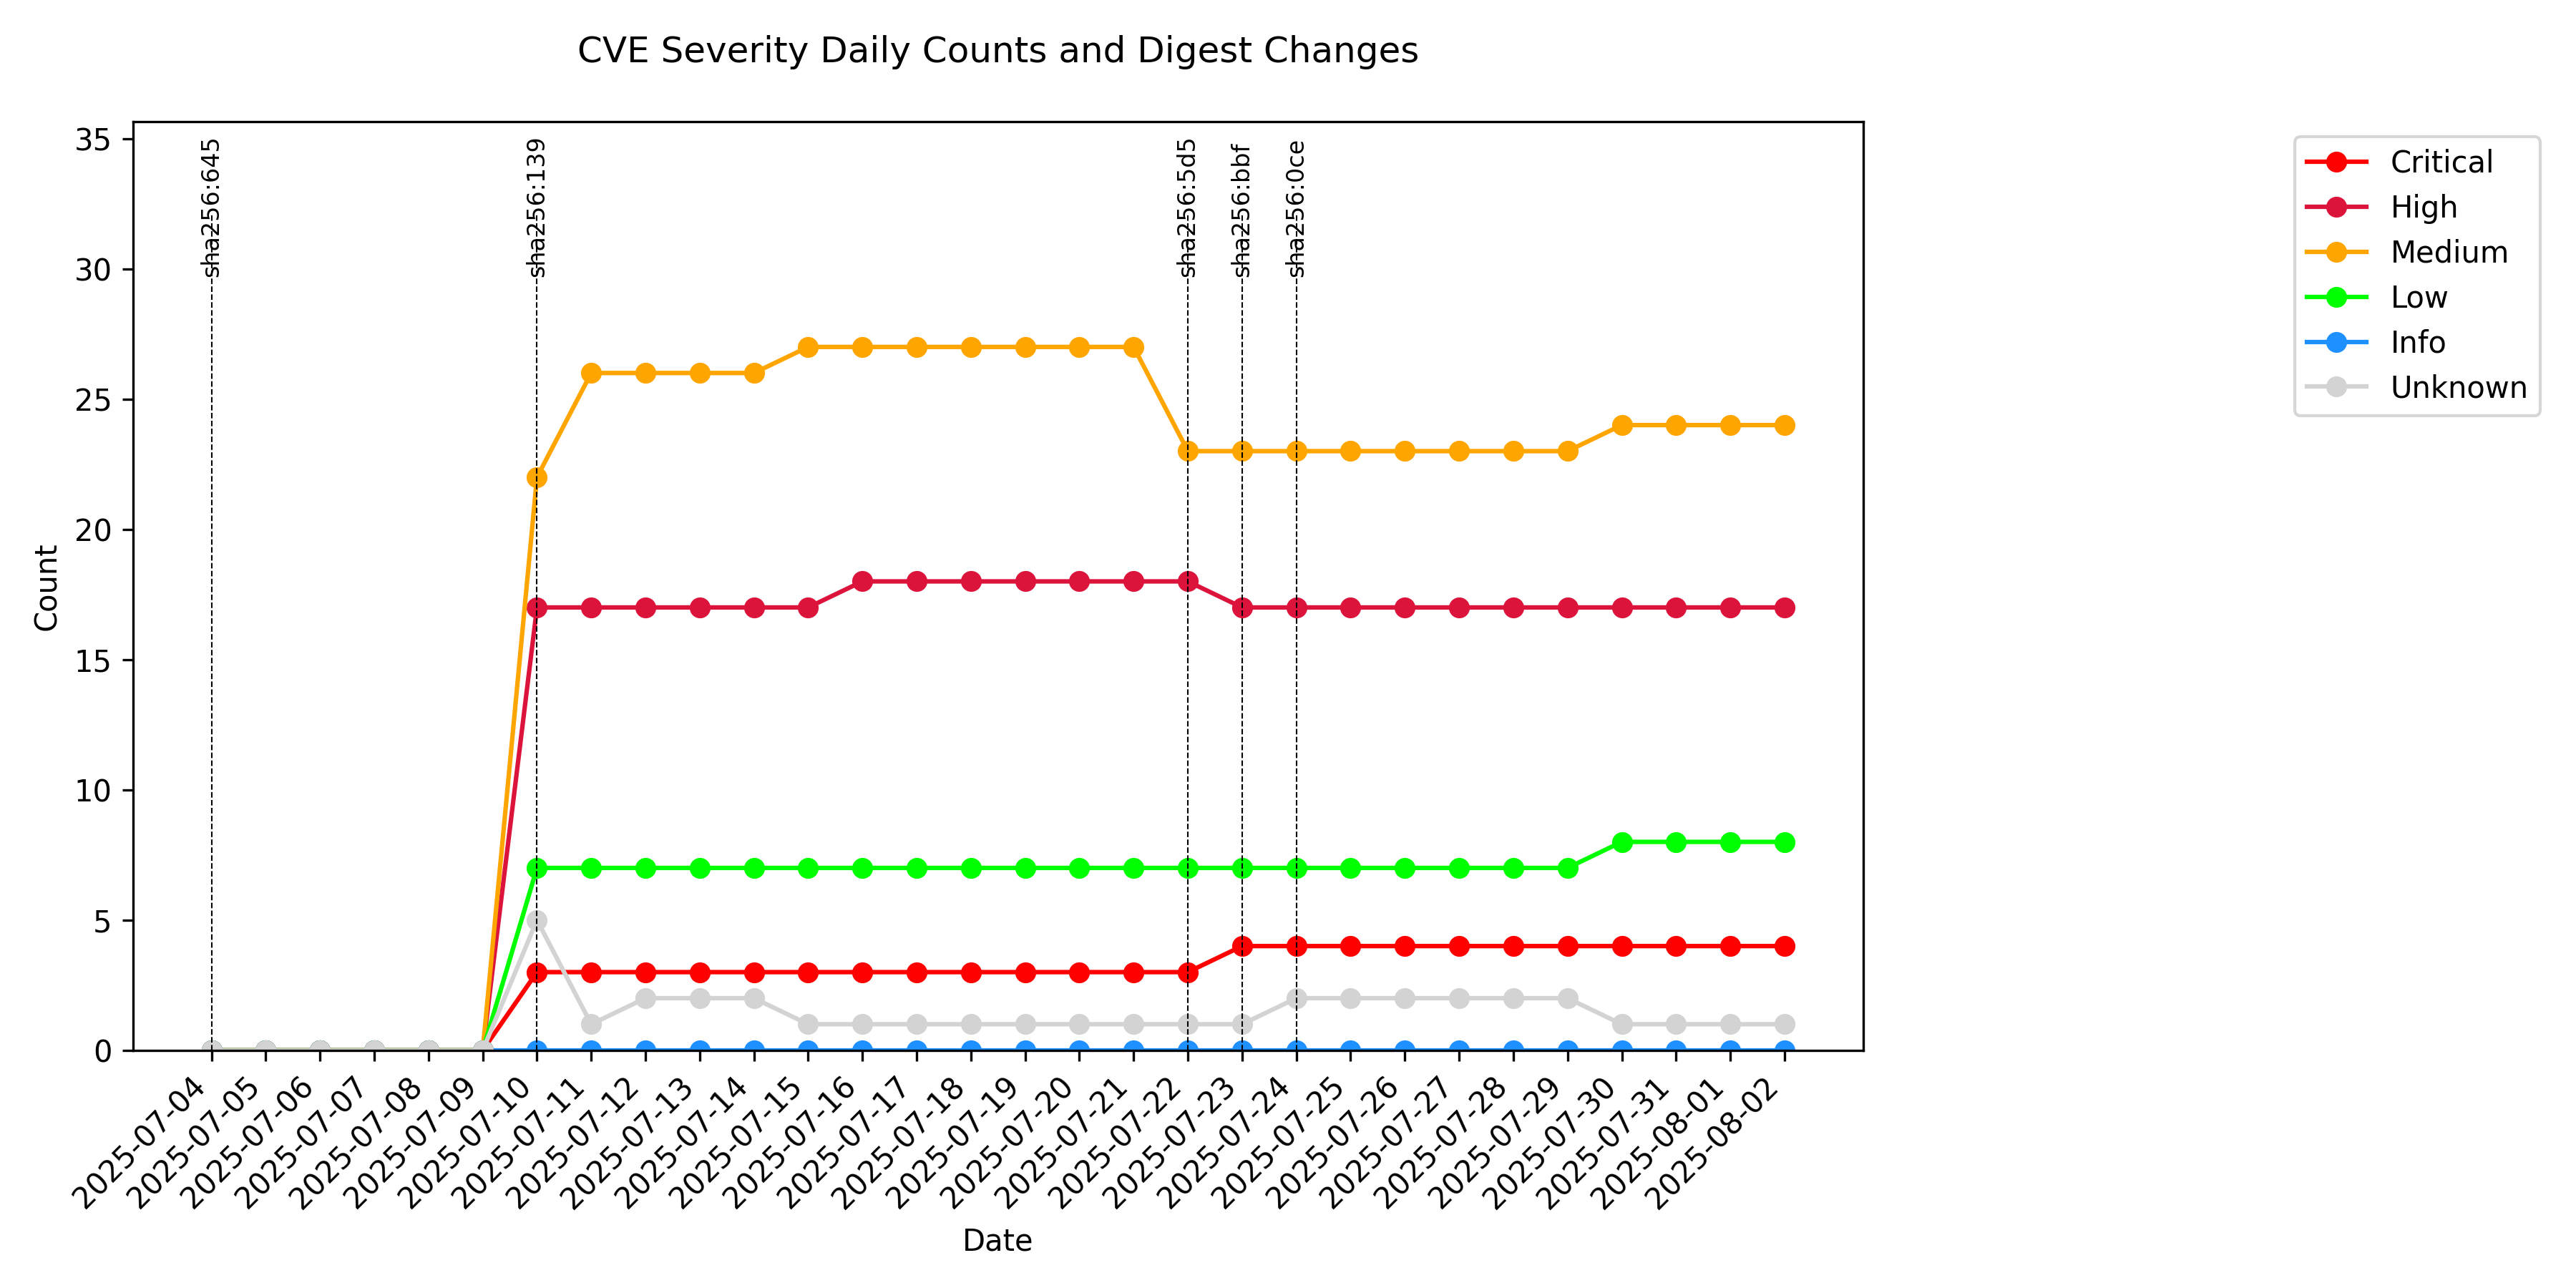 CVE Severity Daily Counts and Digest Changes
35
30
25
20
15
10
5
0
Count
sha256:645
sha256:139
sha256:5d5
sha256:bbf
sha256:0ce
Critical
High
Medium
Low
Info
Unknown
2025-07-04
2025-07-05
2025-07-06
2025-07-07
2025-07-08
2025-07-09
2025-07-10
2025-07-11
2025-07-12
2025-07-13
2025-07-14
2025-07-15
2025-07-16
2025-07-17
2025-07-18
2025-07-19
2025-07-20
2025-07-21
2025-07-22
2025-07-23
2025-07-24
2025-07-25
2025-07-26
2025-07-27
2025-07-28
2025-07-29
2025-07-30
2025-07-31
2025-08-01
2025-08-02
Date